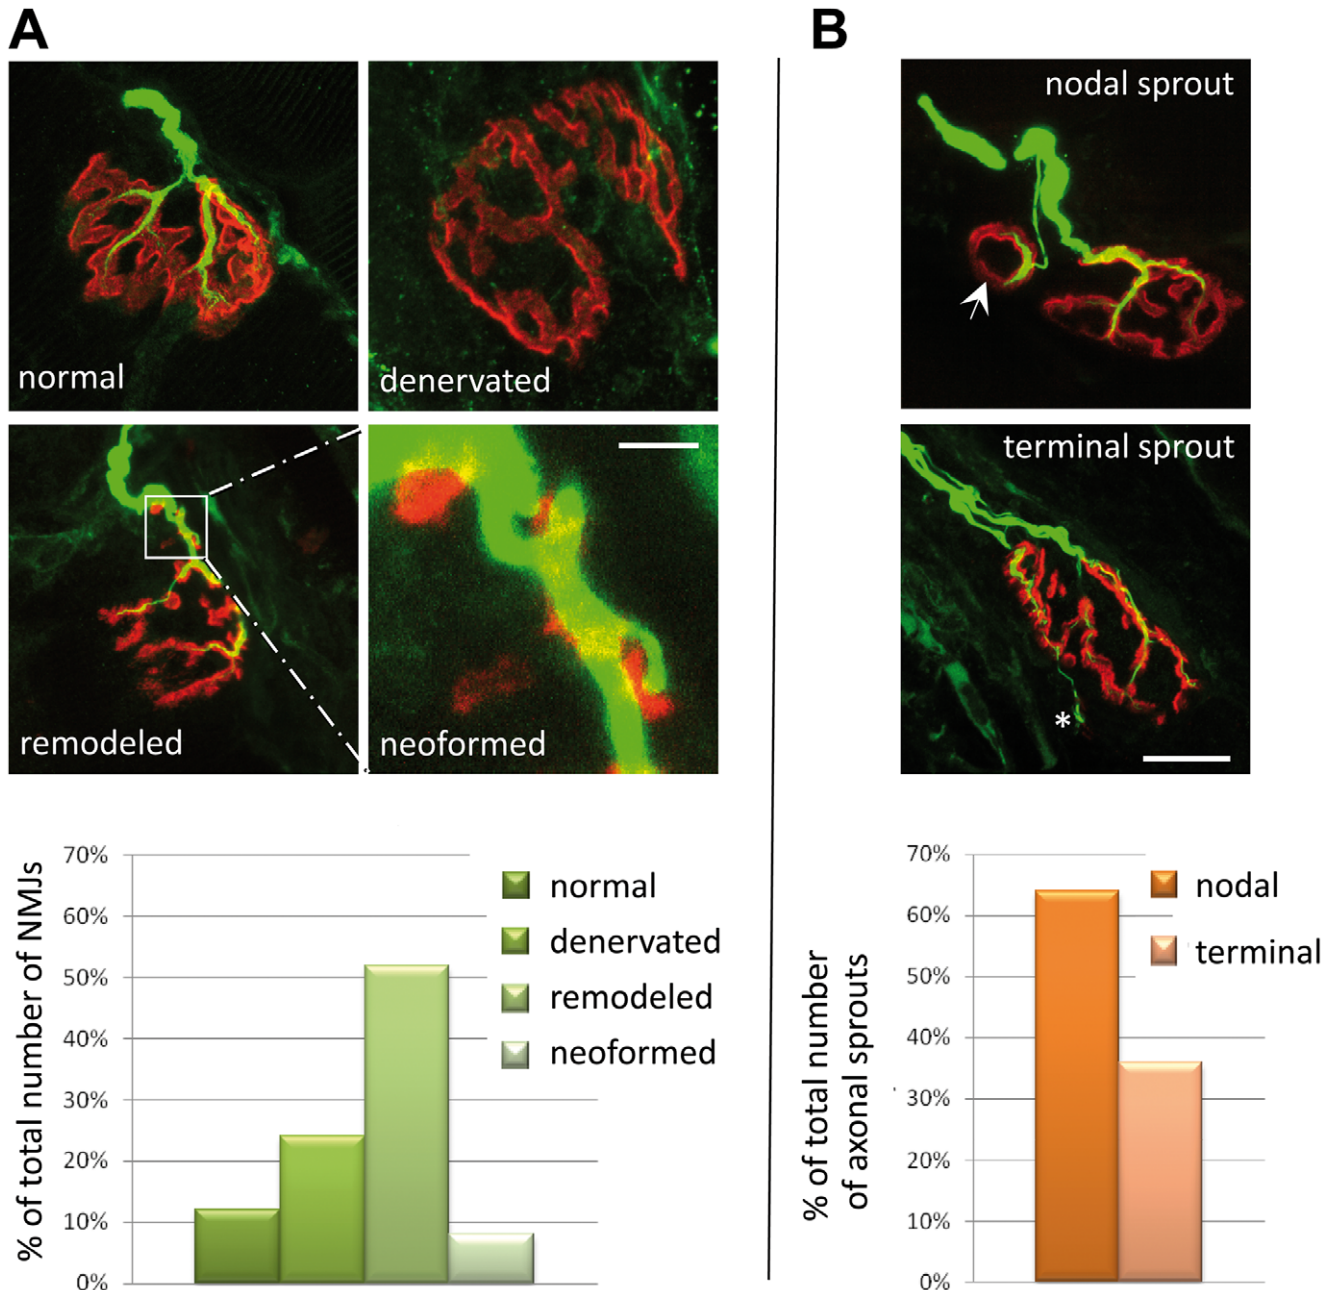 A
normal
denervated
remodeled
neoformed
% of total number of NMJs
70%
60%
50%
40%
30%
20%
10%
0%
normal
denervated
remodeled
neoformed
B
nodal sprout
terminal sprout
*
% of total number
of axonal sprouts
70%
60%
50%
40%
30%
20%
10%
0%
nodal
terminal